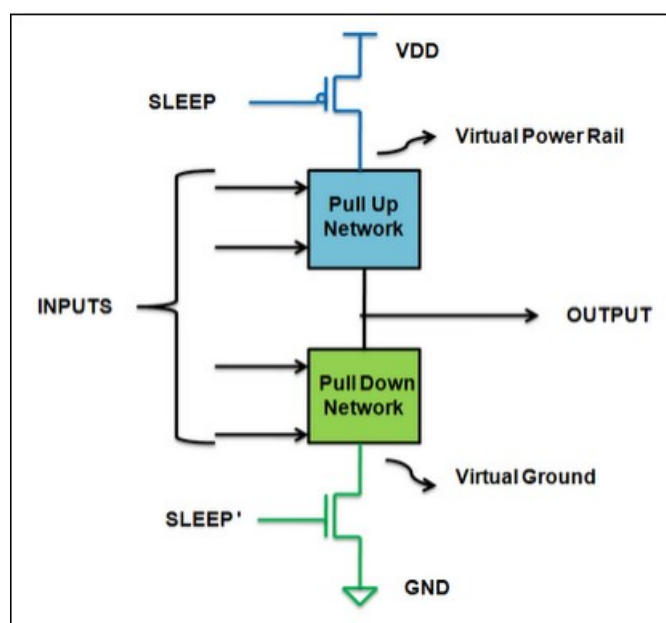 VDD
SLEEP
Virtual Power Rail
Pull Up
Network
INPUTS
OUTPUT
Pull Down
Network
Virtual Ground
SLEEP'
GND